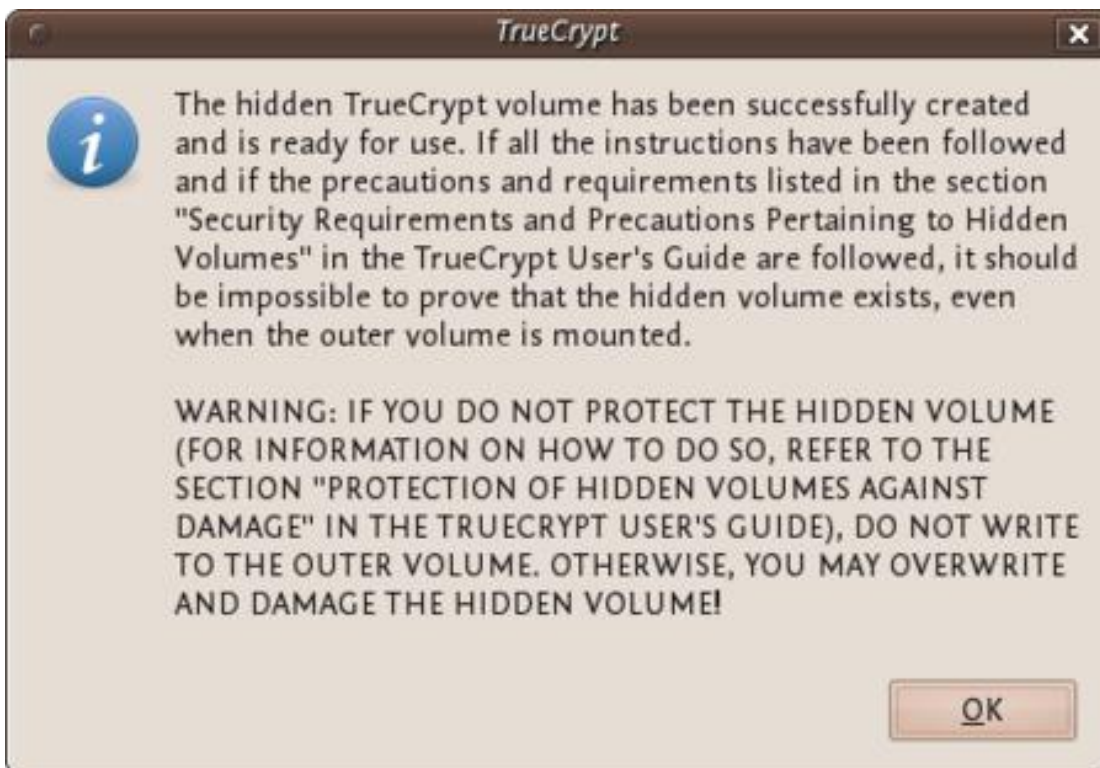 TrueCrypt
The hidden TrueCrypt volume has been successfully created
and is ready for use. If all the instructions have been followed
and if the precautions and requirements listed in the section
"Security Requirements and Precautions Pertaining to Hidden
Volumes" in the TrueCrypt User's Guide are followed, it should
be impossible to prove that the hidden volume exists, even
when the outer volume is mounted.
WARNING: IF YOU DO NOT PROTECT THE HIDDEN VOLUME
(FOR INFORMATION ON HOW TO DO SO, REFER TO THE
SECTION "PROTECTION OF HIDDEN VOLUMES AGAINST
DAMAGE" IN THE TRUECRYPT USER'S GUIDE), DO NOT WRITE
TO THE OUTER VOLUME. OTHERWISE, YOU MAY OVERWRITE
AND DAMAGE THE HIDDEN VOLUME!
OK